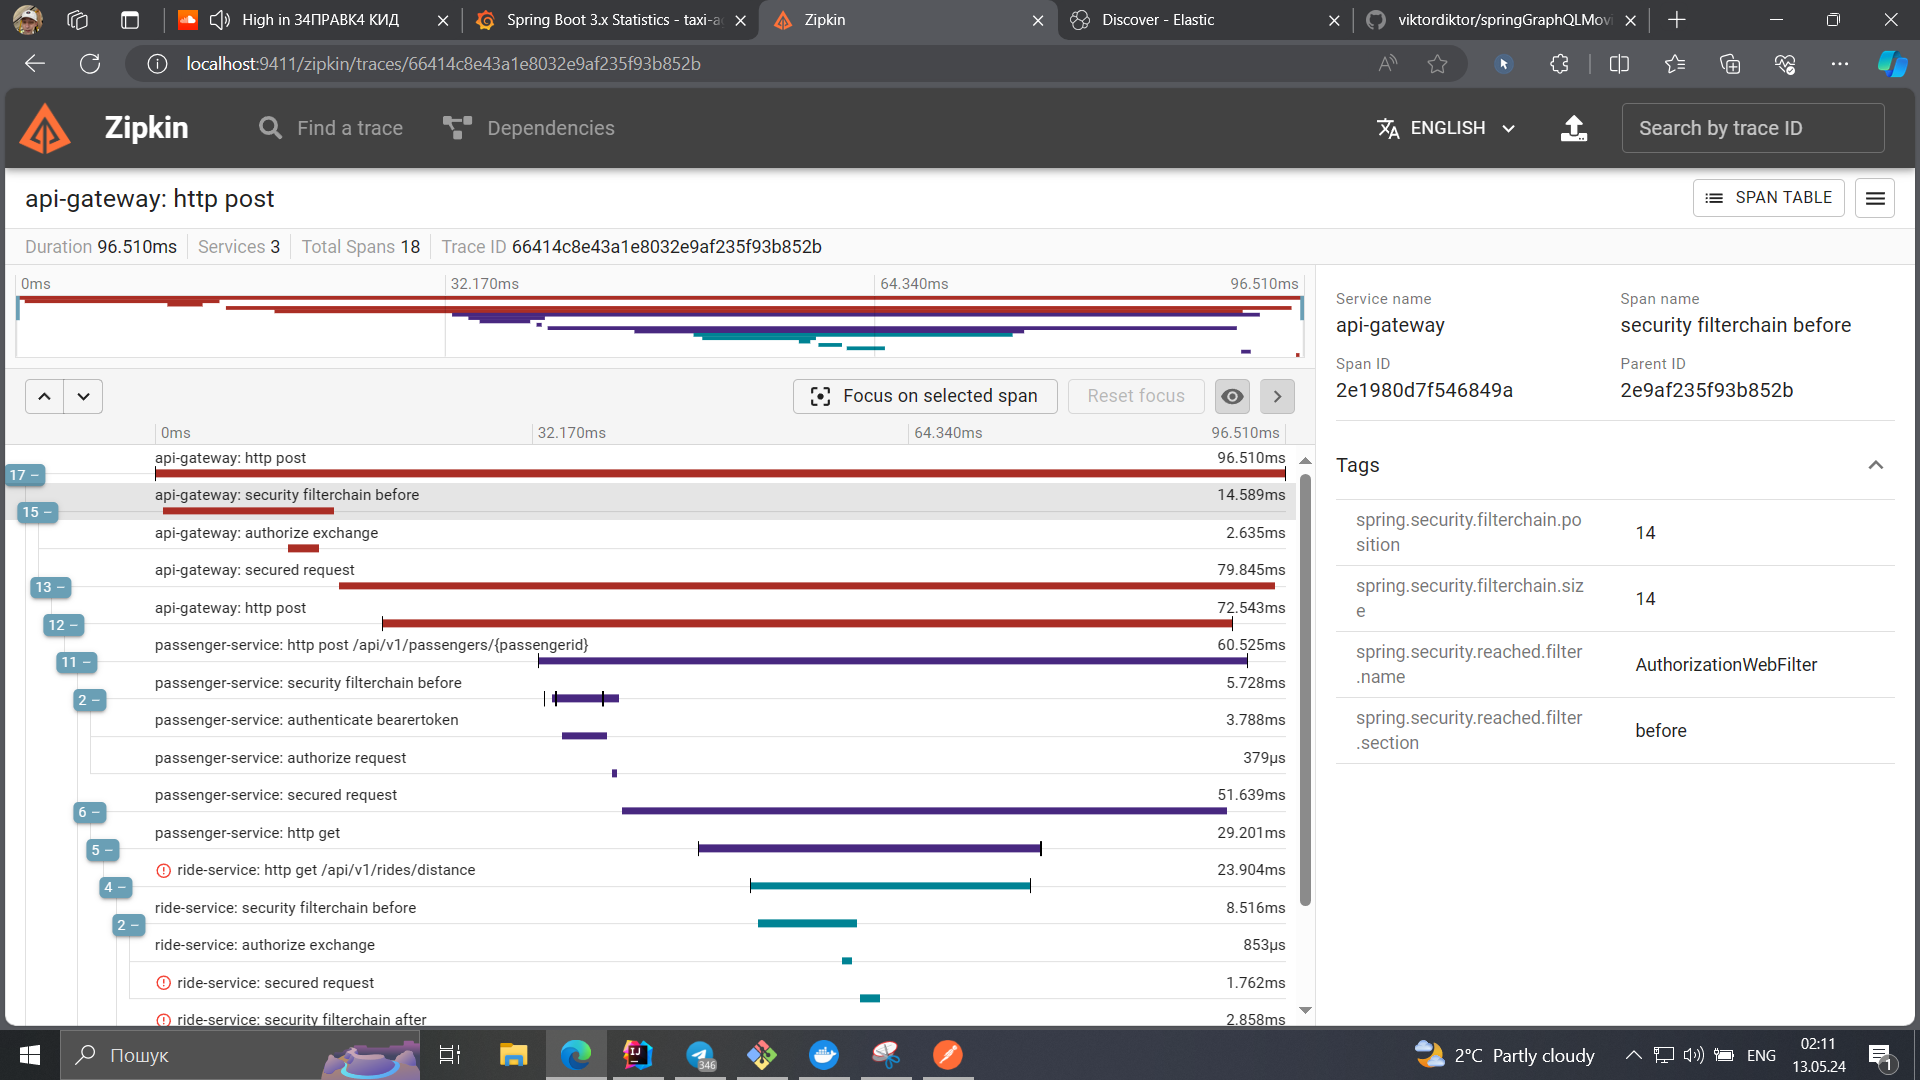 High in 34ПРАВК4 КИД
Spring Boot 3.x Statistics - taxi-a
Zipkin
Discover - Elastic
viktordiktor/springGraphQLMovi
localhost:9411/zipkin/traces/66414c8e43a1e8032e9af235f93b852b
Zipkin
Find a trace
Dependencies
ENGLISH
Search by trace ID
api-gateway: http post
SPAN TABLE
Duration 96.510ms Services 3 Total Spans 18 Trace ID 66414c8e43a1e8032e9af235f93b852b
0ms 32.170ms 64.340ms 96.510ms
Focus on selected span
Reset focus
0ms 32.170ms 64.340ms 96.510ms
api-gateway: http post 96.510ms
17 −
api-gateway: security filterchain before 14.589ms
15 −
api-gateway: authorize exchange 2.635ms
api-gateway: secured request 79.845ms
13 −
api-gateway: http post 72.543ms
12 −
passenger-service: http post /api/v1/passengers/{passengerid} 60.525ms
11 −
passenger-service: security filterchain before 5.728ms
2 −
passenger-service: authenticate bearertoken 3.788ms
passenger-service: authorize request 379μs
passenger-service: secured request 51.639ms
6 −
passenger-service: http get 29.201ms
5 −
ride-service: http get /api/v1/rides/distance 23.904ms
4 −
ride-service: security filterchain before 8.516ms
2 −
ride-service: authorize exchange 853μs
ride-service: secured request 1.762ms
ride-service: security filterchain after 2.858ms
Service name
api-gateway
Span name
security filterchain before
Span ID
2e1980d7f546849a
Parent ID
2e9af235f93b852b
Tags
spring.security.filterchain.po
sition
14
spring.security.filterchain.siz
e
14
spring.security.reached.filter
.name
AuthorizationWebFilter
spring.security.reached.filter
.section
before
Пошук
346
2°C Partly cloudy
ENG
02:11
13.05.24
1